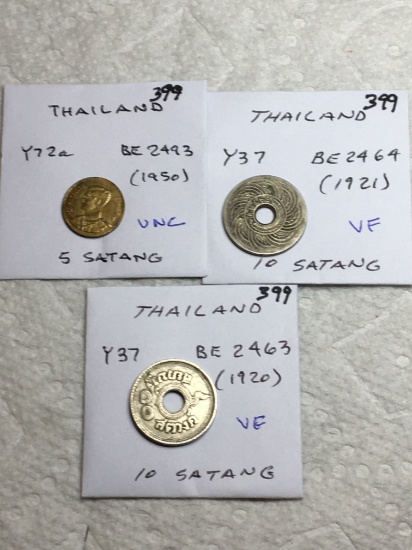 THAILAND 399
Y72a BE 2493
(1950)
UNC
5 SATANG
THAILAND 399
Y37 BE 2464
(1921)
VF
10 SATANG
THAILAND 399
Y37 BE 2463
(1920)
VF
10 SATANG